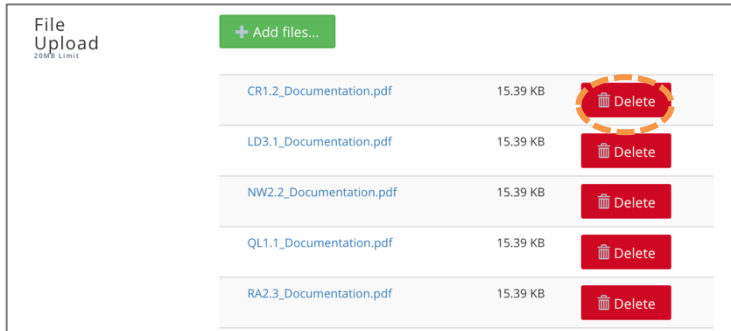 File
Upload
20MB Limit
Add files...
CR1.2_Documentation.pdf 15.39 KB Delete
LD3.1_Documentation.pdf 15.39 KB Delete
NW2.2_Documentation.pdf 15.39 KB Delete
QL1.1_Documentation.pdf 15.39 KB Delete
RA2.3_Documentation.pdf 15.39 KB Delete